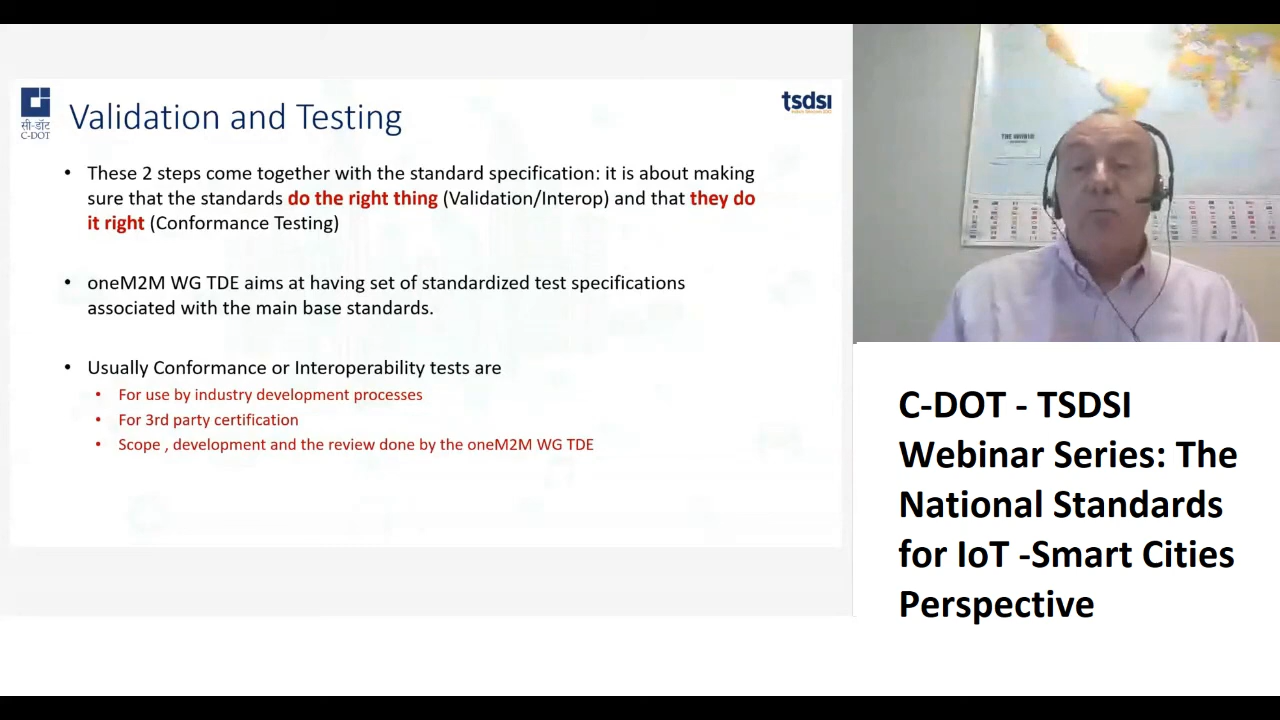 सी-डॉट
C-DOT
Validation and Testing
tsdsi
• These 2 steps come together with the standard specification: it is about making
sure that the standards do the right thing (Validation/Interop) and that they do
it right (Conformance Testing)
• oneM2M WG TDE aims at having set of standardized test specifications
associated with the main base standards.
• Usually Conformance or Interoperability tests are
• For use by industry development processes
• For 3rd party certification
• Scope , development and the review done by the oneM2M WG TDE
C-DOT - TSDSI
Webinar Series: The
National Standards
for IoT -Smart Cities
Perspective